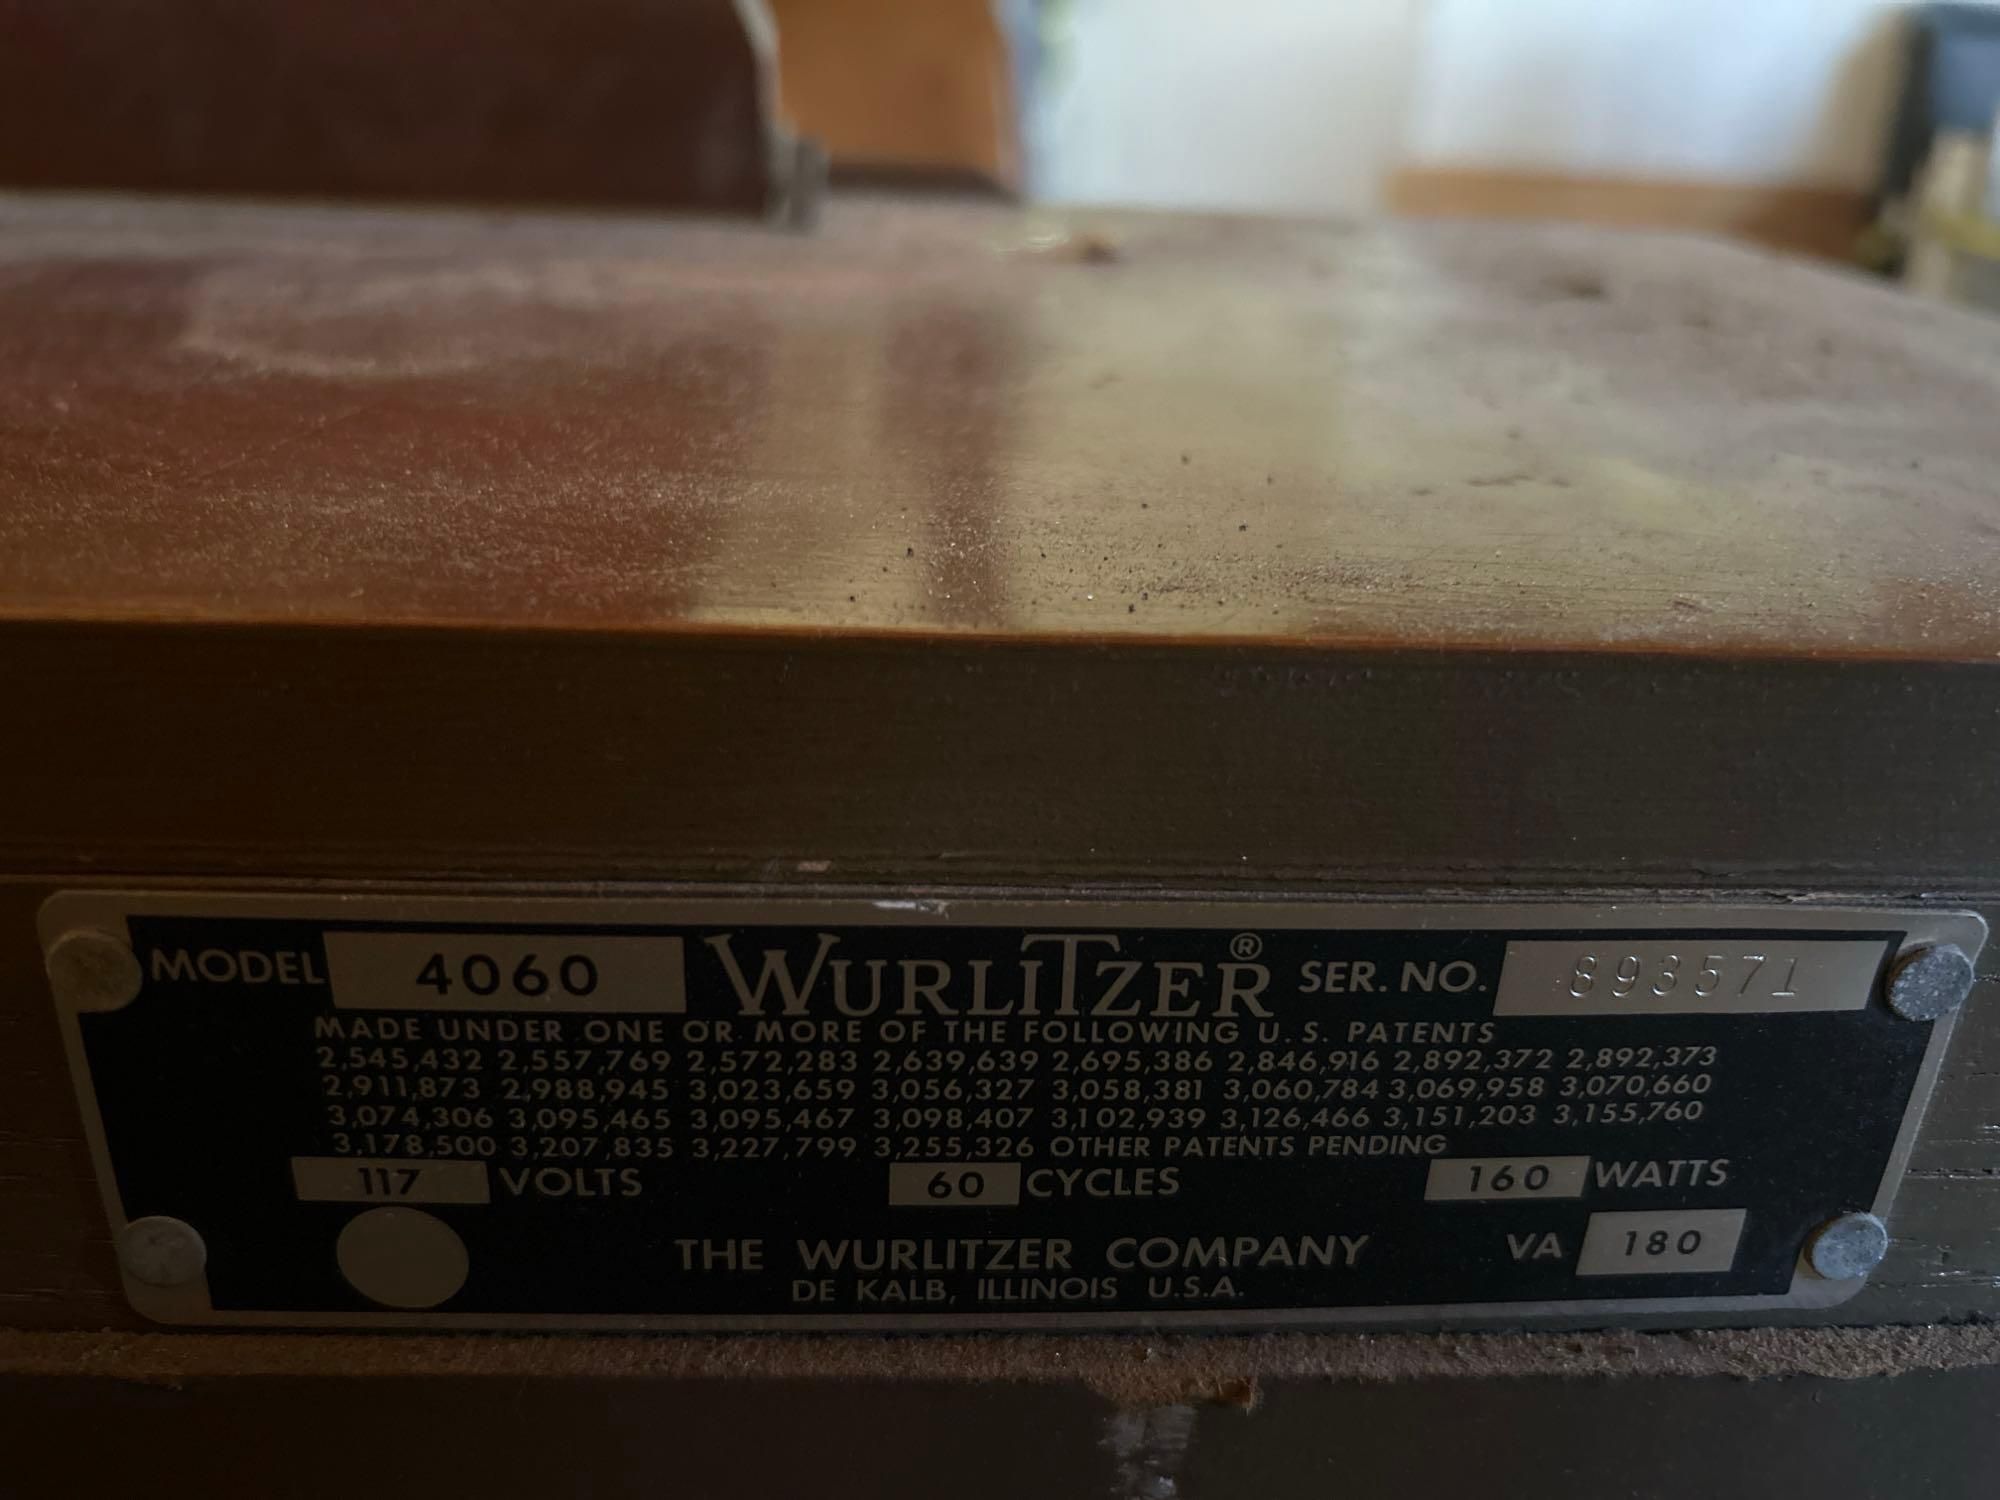 MODEL 4060 WURLITZER® SER. NO. 893571
MADE UNDER ONE OR MORE OF THE FOLLOWING U.S. PATENTS
2,545,432 2,557,769 2,572,283 2,639,639 2,695,386 2,846,916 2,892,372 2,892,373
2,911,873 2,988,945 3,023,659 3,056,327 3,058,381 3,060,784 3,069,958 3,070,660
3,074,306 3,095,465 3,095,467 3,098,407 3,102,939 3,126,466 3,151,203 3,155,760
3,178,500 3,207,835 3,227,799 3,255,326 OTHER PATENTS PENDING
117 VOLTS 60 CYCLES 160 WATTS
THE WURLITZER COMPANY VA 180
DE KALB, ILLINOIS U.S.A.